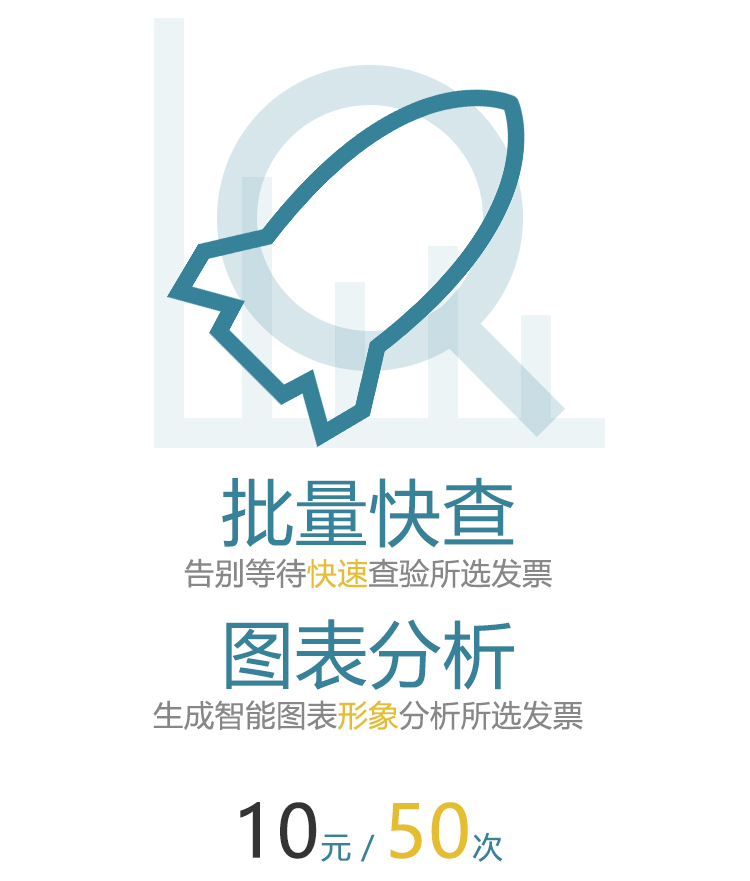 批量快查
告别等待快速查验所选发票
图表分析
生成智能图表形象分析所选发票
10元 / 50次